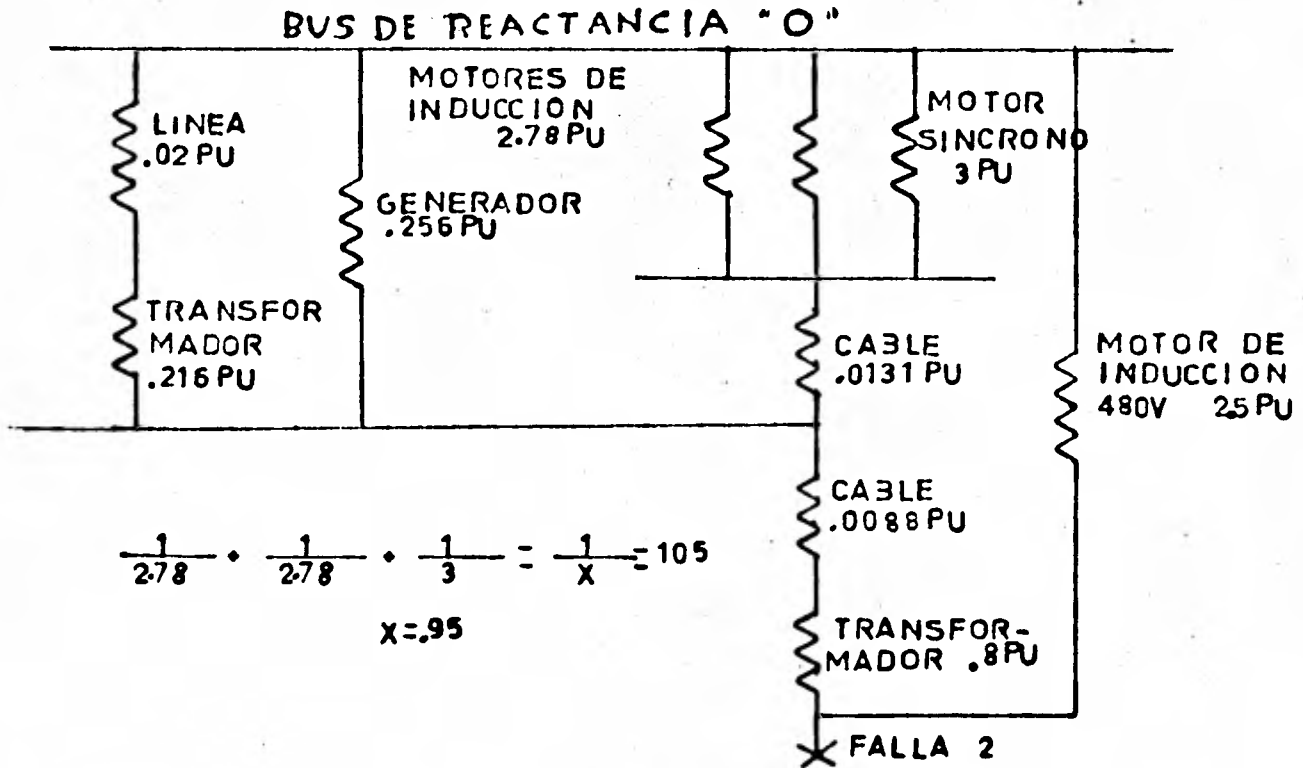 BUS DE REACTANCIA "O"
LINEA
.02 PU
TRANSFOR
MADOR
.216 PU
GENERADOR
.256 PU
MOTORES DE
INDUCCION
2.78 PU
MOTOR
SINCRONO
3 PU
CABLE
.0131 PU
MOTOR DE
INDUCCION
480V 25 PU
CABLE
.0088 PU
TRANSFOR-
MADOR .8 PU
FALLA 2
1/2.78 + 1/2.78 + 1/3 = 1/X = 105
X=.95